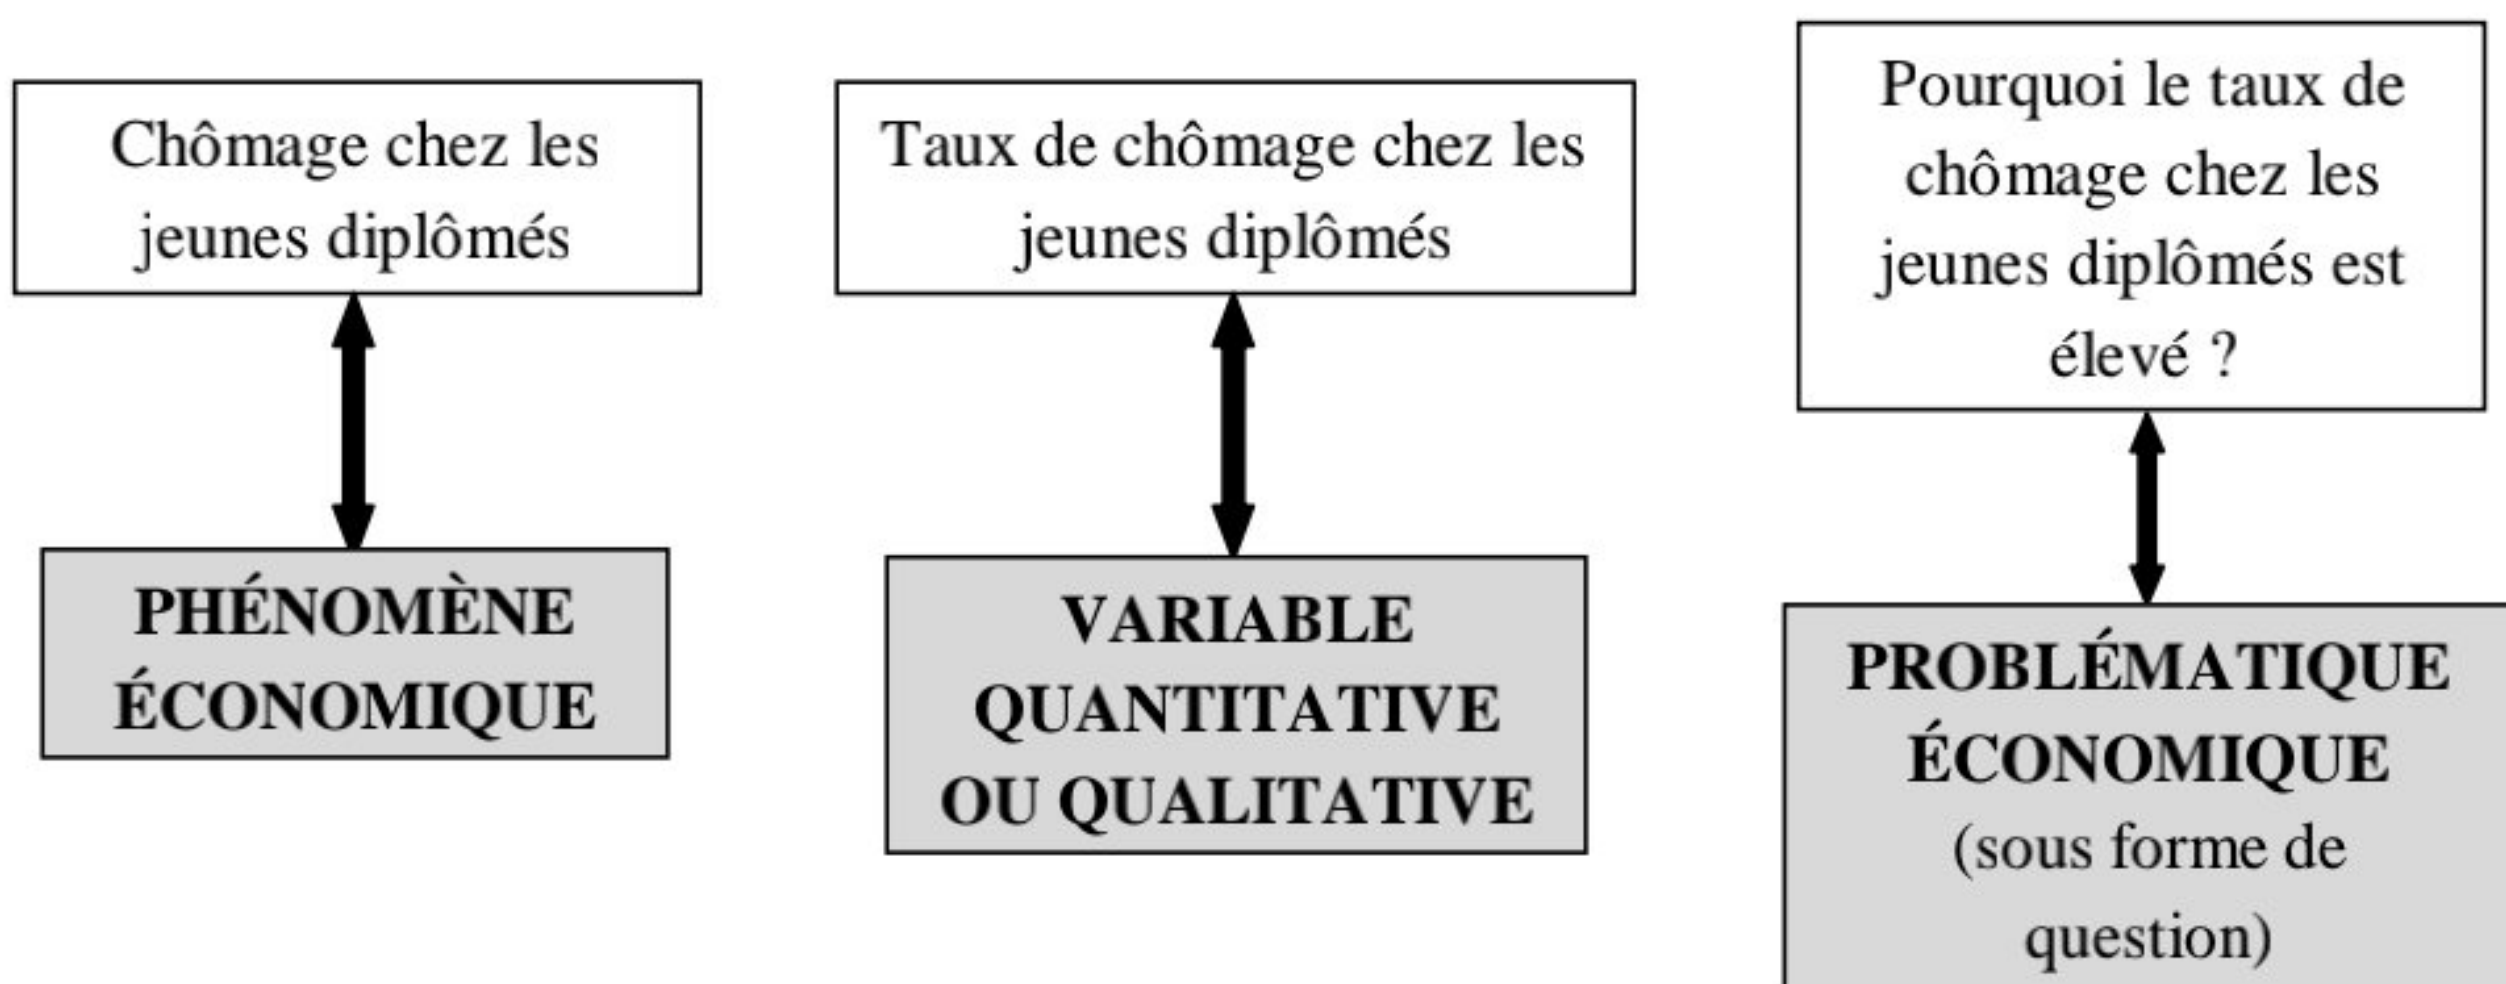 Chômage chez les
jeunes diplômés
PHÉNOMÈNE
ÉCONOMIQUE
Taux de chômage chez les
jeunes diplômés
VARIABLE
QUANTITATIVE
OU QUALITATIVE
Pourquoi le taux de
chômage chez les
jeunes diplômés est
élevé ?
PROBLÉMATIQUE
ÉCONOMIQUE
(sous forme de
question)